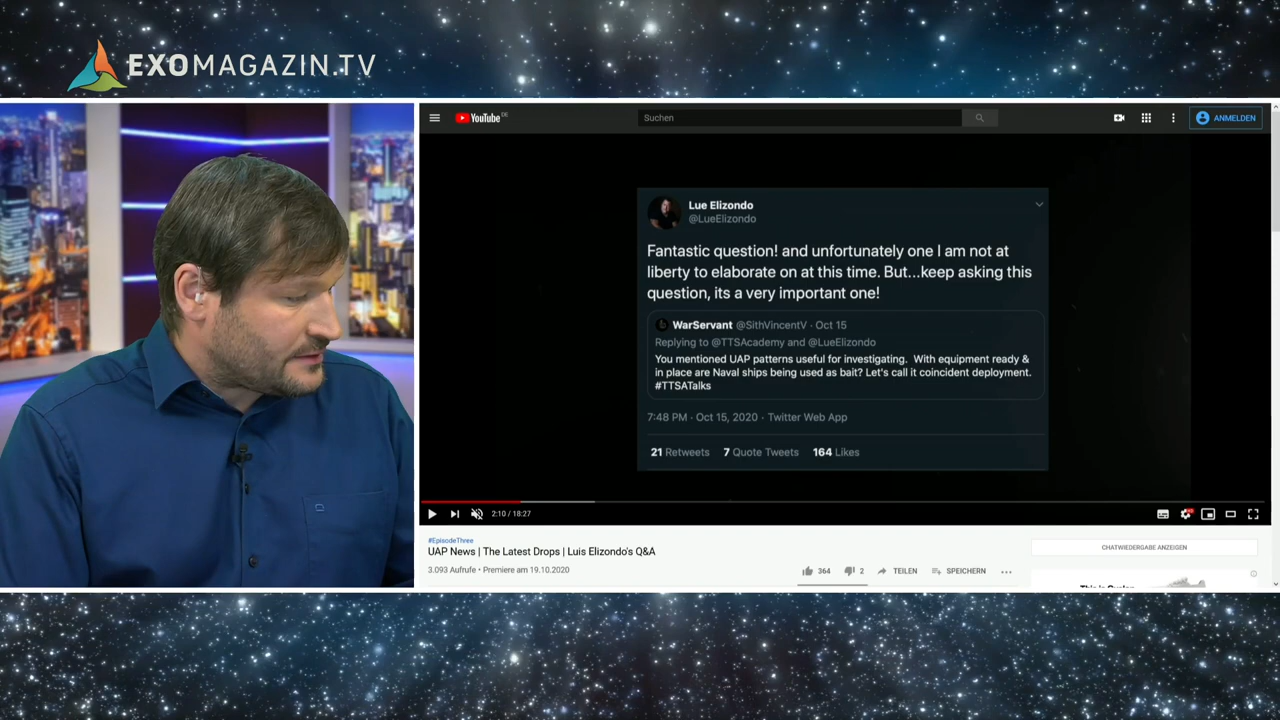 EXOMAGAZIN.TV
YouTube DE
Suchen
ANMELDEN
Lue Elizondo
@LueElizondo
Fantastic question! and unfortunately one I am not at
liberty to elaborate on at this time. But...keep asking this
question, its a very important one!
WarServant @SithVincentV · Oct 15
Replying to @TTSAcademy and @LueElizondo
You mentioned UAP patterns useful for investigating. With equipment ready &
in place are Naval ships being used as bait? Let's call it coincident deployment.
#TTSATalks
7:48 PM · Oct 15, 2020 · Twitter Web App
21 Retweets 7 Quote Tweets 164 Likes
2:10 / 18:27
#EpisodeThree
UAP News | The Latest Drops | Luis Elizondo's Q&A
3.093 Aufrufe • Premiere am 19.10.2020
364 2 TEILEN SPEICHERN
CHATWIEDERGABE ANZEIGEN